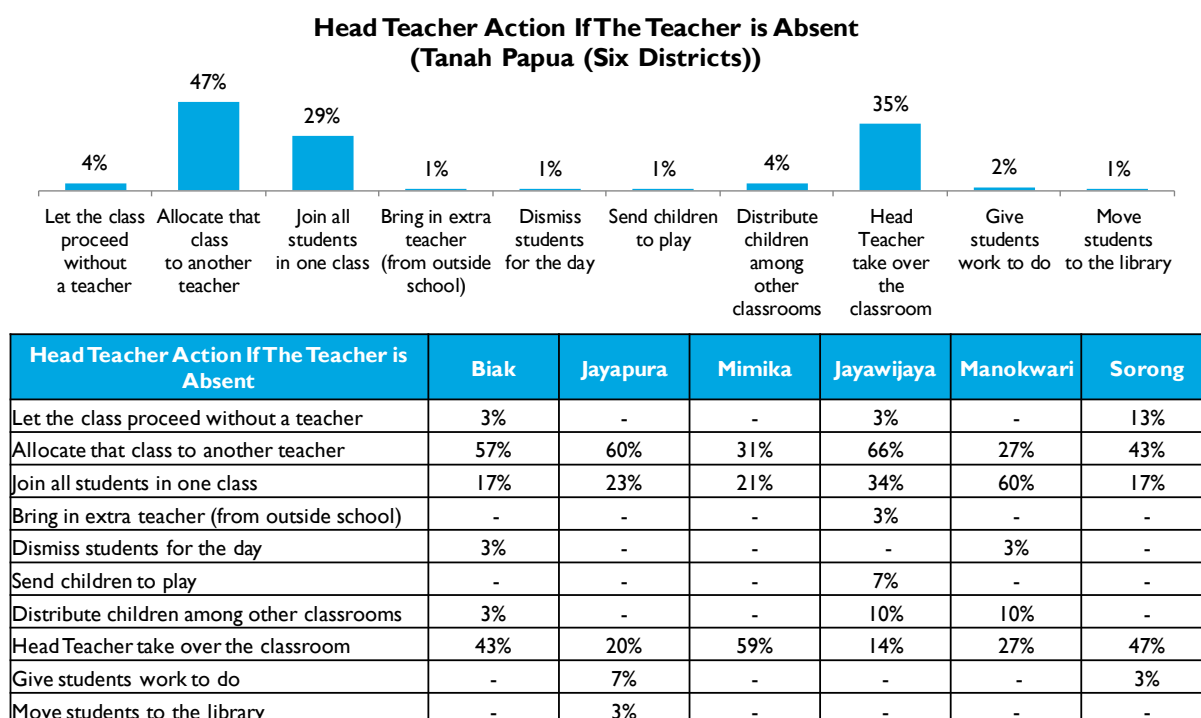 Head Teacher Action If The Teacher is Absent
(Tanah Papua (Six Districts))
4% 47% 29% 1% 1% 1% 4% 35% 2% 1%
Let the class proceed without a teacher
Allocate that class to another teacher
Join all students in one class
Bring in extra teacher (from outside school)
Dismiss students for the day
Send children to play
Distribute children among other classrooms
Head Teacher take over the classroom
Give students work to do
Move students to the library
Head Teacher Action If The Teacher is Absent Biak Jayapura Mimika Jayawijaya Manokwari Sorong
Let the class proceed without a teacher 3% - - 3% - 13%
Allocate that class to another teacher 57% 60% 31% 66% 27% 43%
Join all students in one class 17% 23% 21% 34% 60% 17%
Bring in extra teacher (from outside school) - - - 3% - -
Dismiss students for the day 3% - - - 3% -
Send children to play - - - 7% - -
Distribute children among other classrooms 3% - - 10% 10% -
Head Teacher take over the classroom 43% 20% 59% 14% 27% 47%
Give students work to do - 7% - - - 3%
Move students to the library - 3% - - - -